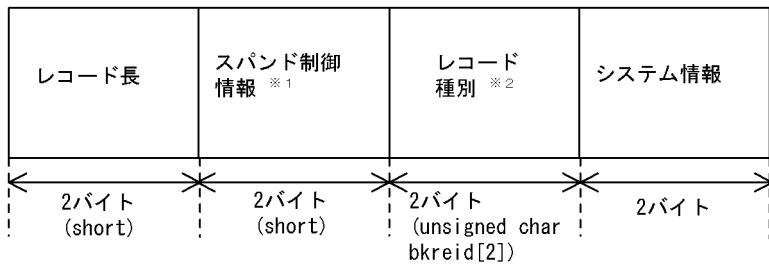 レコード長
スパンド制御
情報 ※1
レコード
種別 ※2
システム情報
2バイト
(short)
2バイト
(short)
2バイト
(unsigned char
bkreid[2])
2バイト